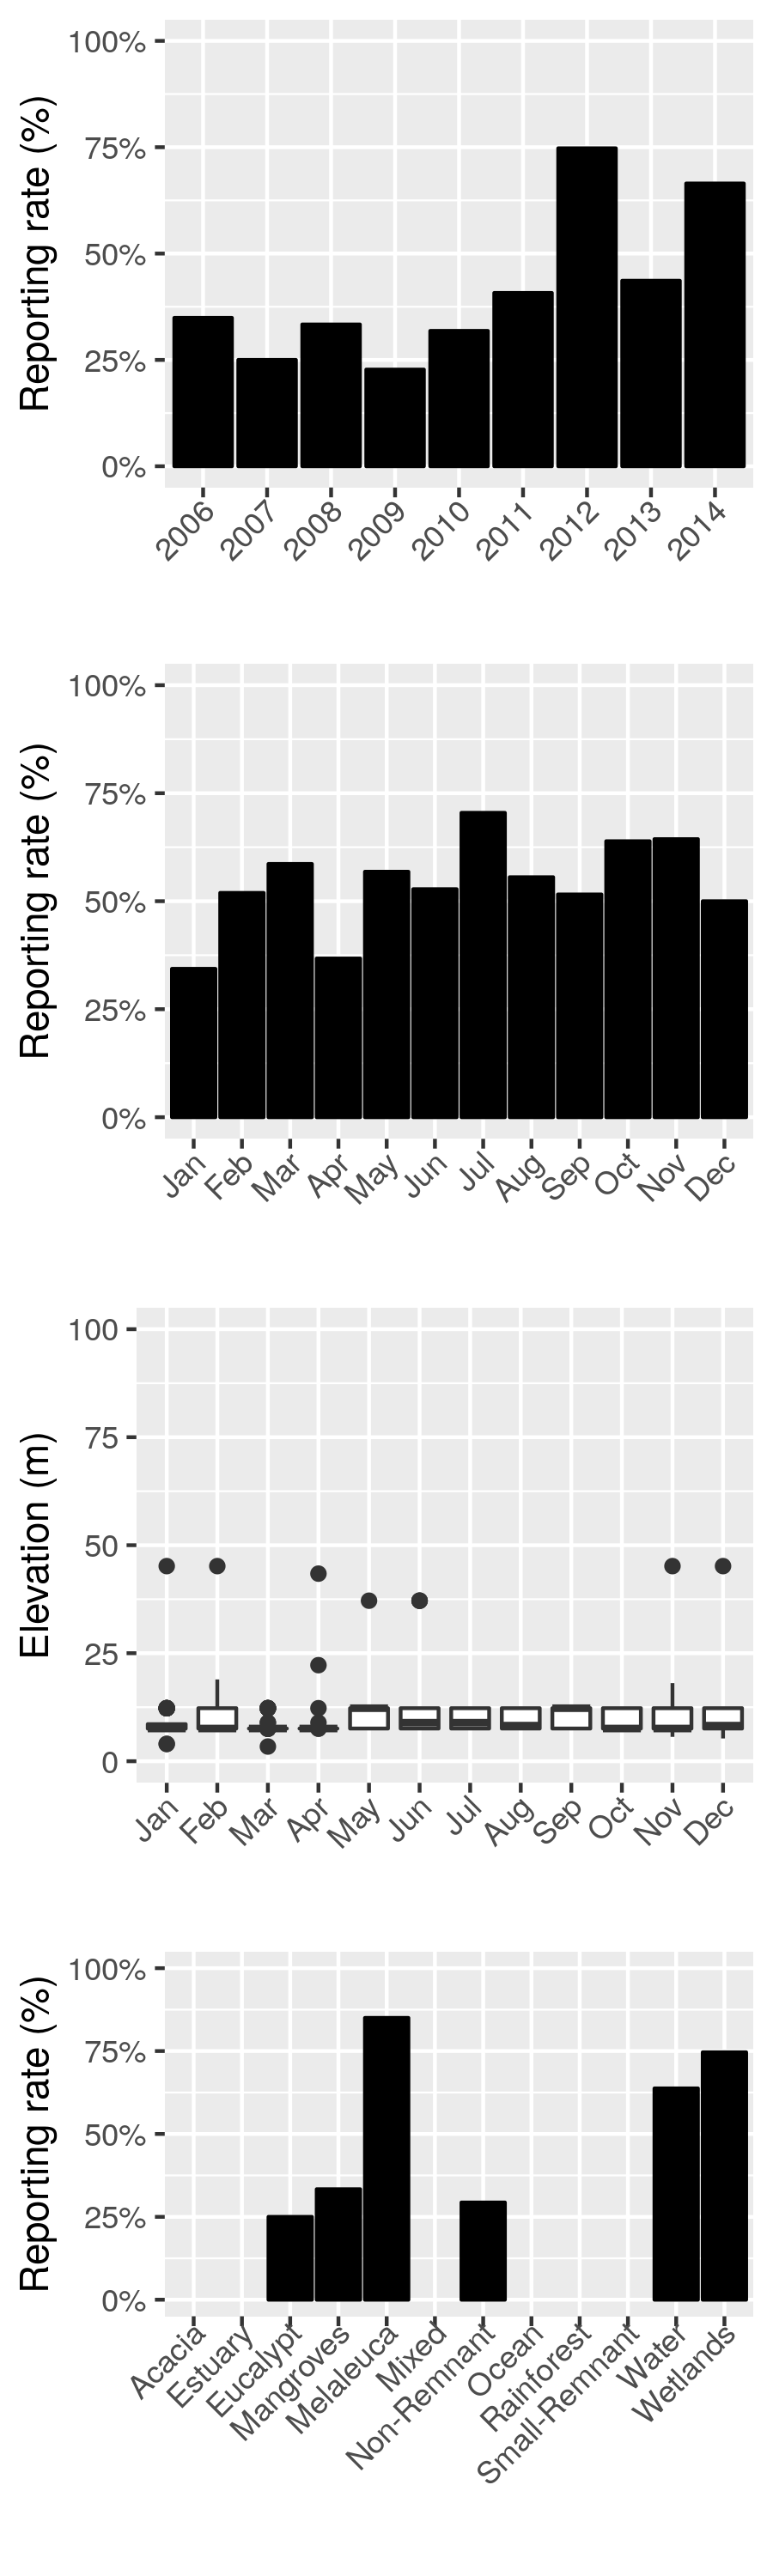 Reporting rate (%)
100%
75%
50%
25%
0%
2006 2007 2008 2009 2010 2011 2012 2013 2014
Reporting rate (%)
100%
75%
50%
25%
0%
Jan Feb Mar Apr May Jun Jul Aug Sep Oct Nov Dec
Elevation (m)
100
75
50
25
0
Jan Feb Mar Apr May Jun Jul Aug Sep Oct Nov Dec
Reporting rate (%)
100%
75%
50%
25%
0%
Acacia Estuary Eucalypt Mangroves Melaleuca Mixed Non-Remnant Ocean Rainforest Small-Remnant Water Wetlands